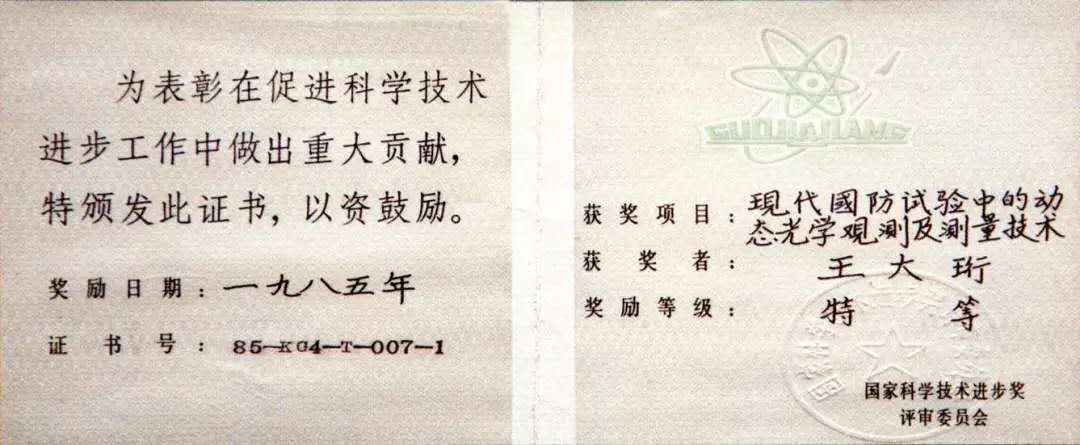 为表彰在促进科学技术
进步工作中做出重大贡献，
特颁发此证书，以资鼓励。
奖励日期：一九八五年
证书号：85-KG4-T-007-1
GUOJIAJIANG
获奖项目：現代國防试验中的动
态光学观测及测量技术
获奖者：王大珩
奖励等级：特等
国家科学技术进步奖
评审委员会